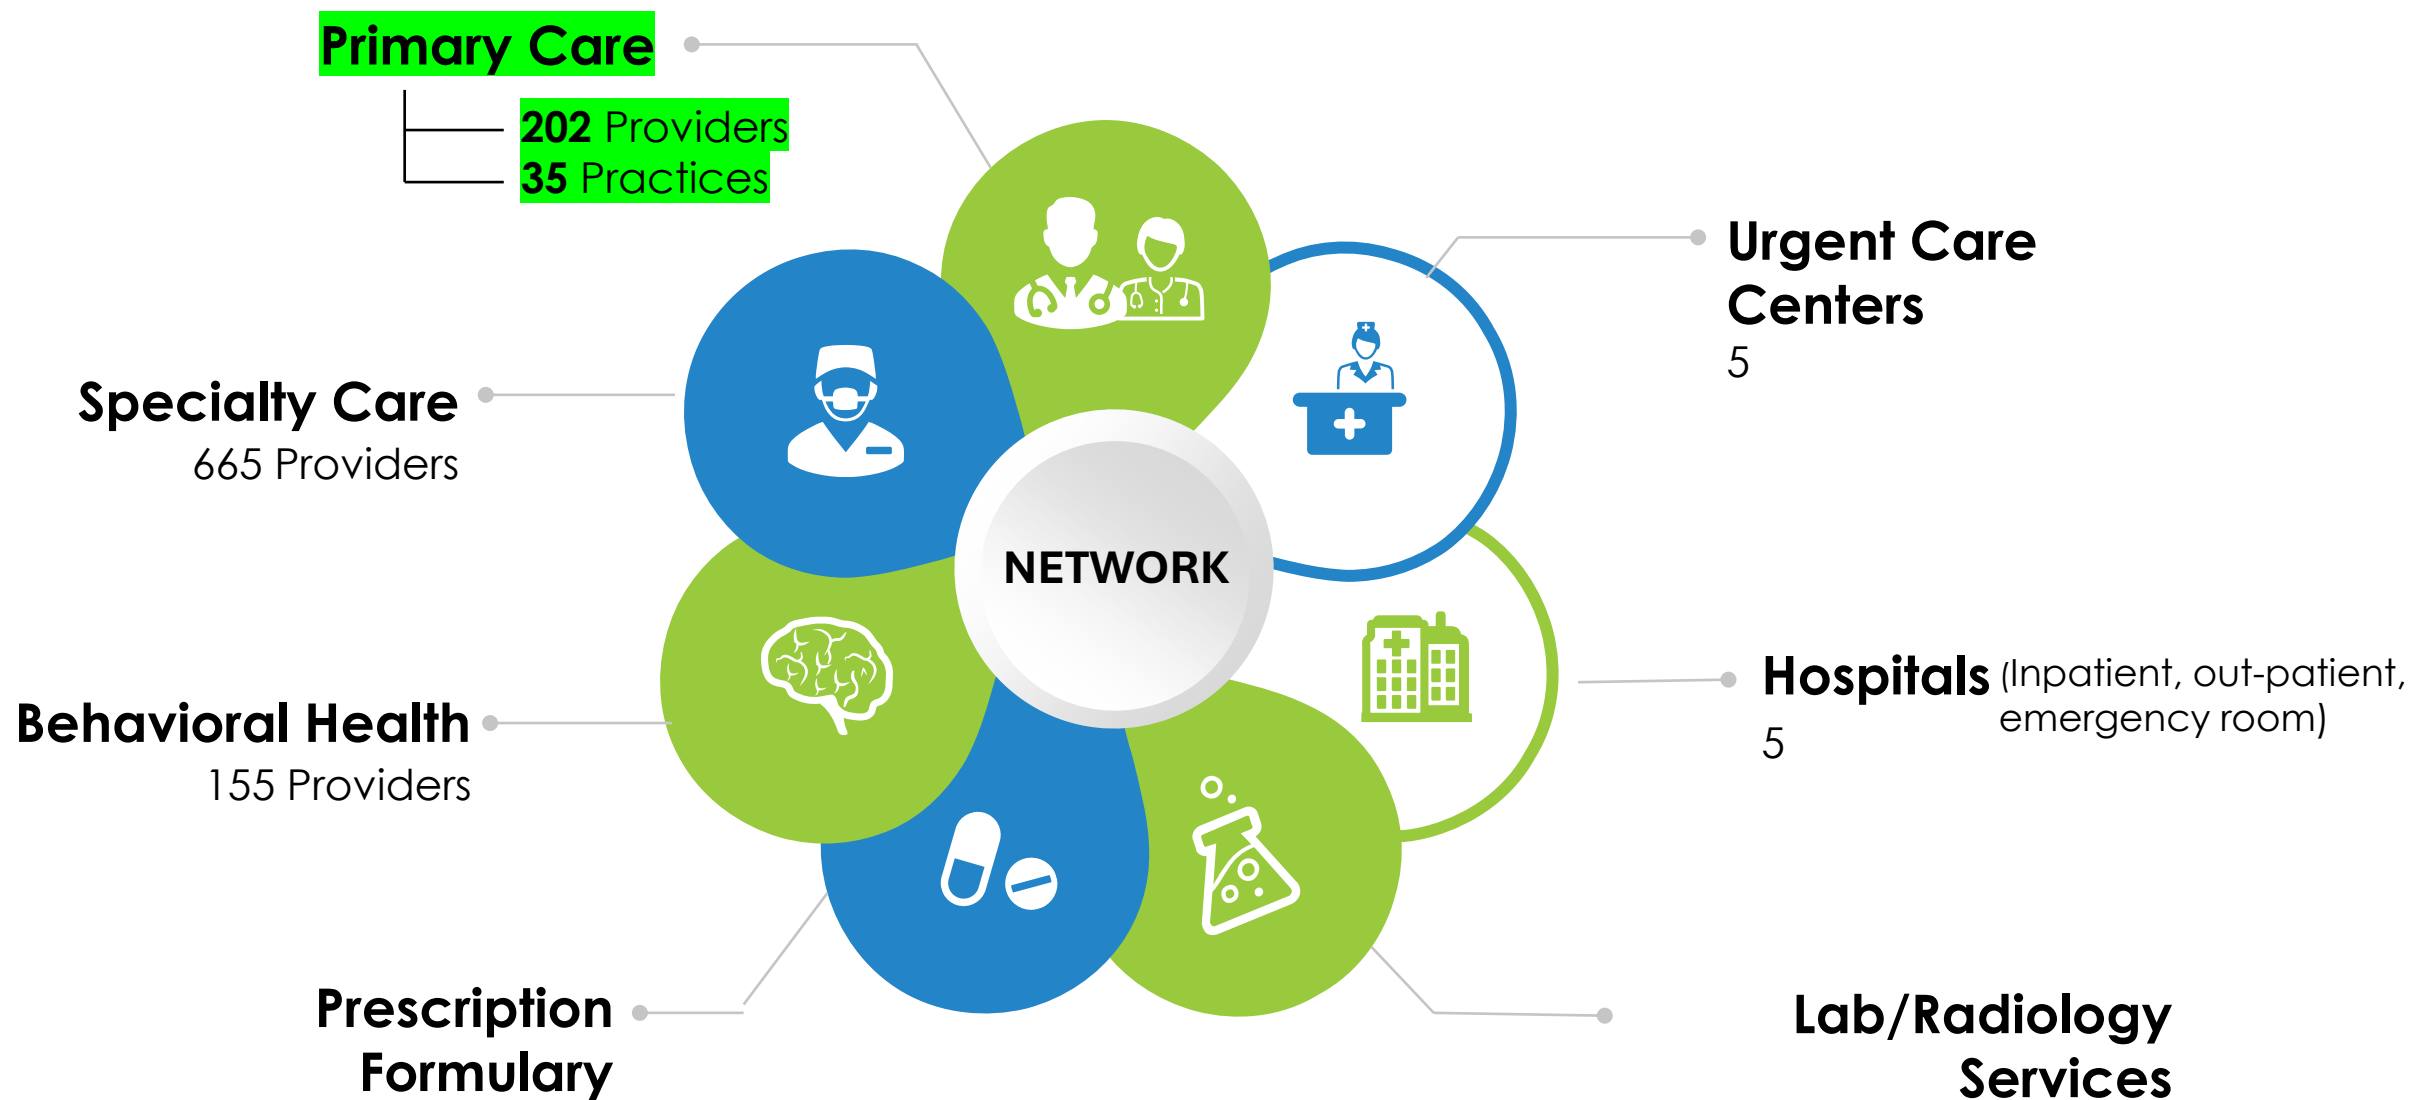 Primary Care
202 Providers
35 Practices
Urgent Care
Centers
5
Specialty Care
665 Providers
NETWORK
Hospitals (Inpatient, out-patient,
emergency room)
5
Behavioral Health
155 Providers
Prescription
Formulary
Lab/Radiology
Services